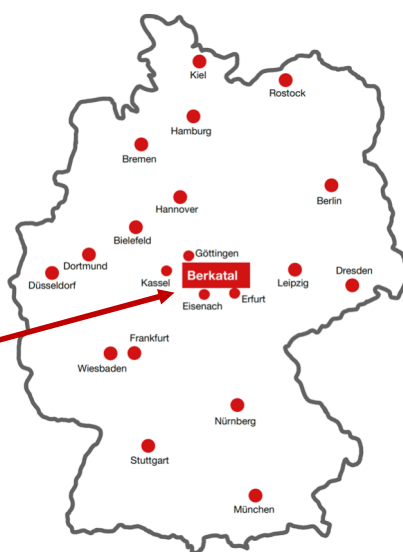 Kiel
Rostock
Hamburg
Bremen
Berlin
Hannover
Bielefeld
Göttingen
Dortmund
Berkatal
Kassel
Leipzig
Dresden
Düsseldorf
Eisenach
Erfurt
Frankfurt
Wiesbaden
Nürnberg
Stuttgart
München